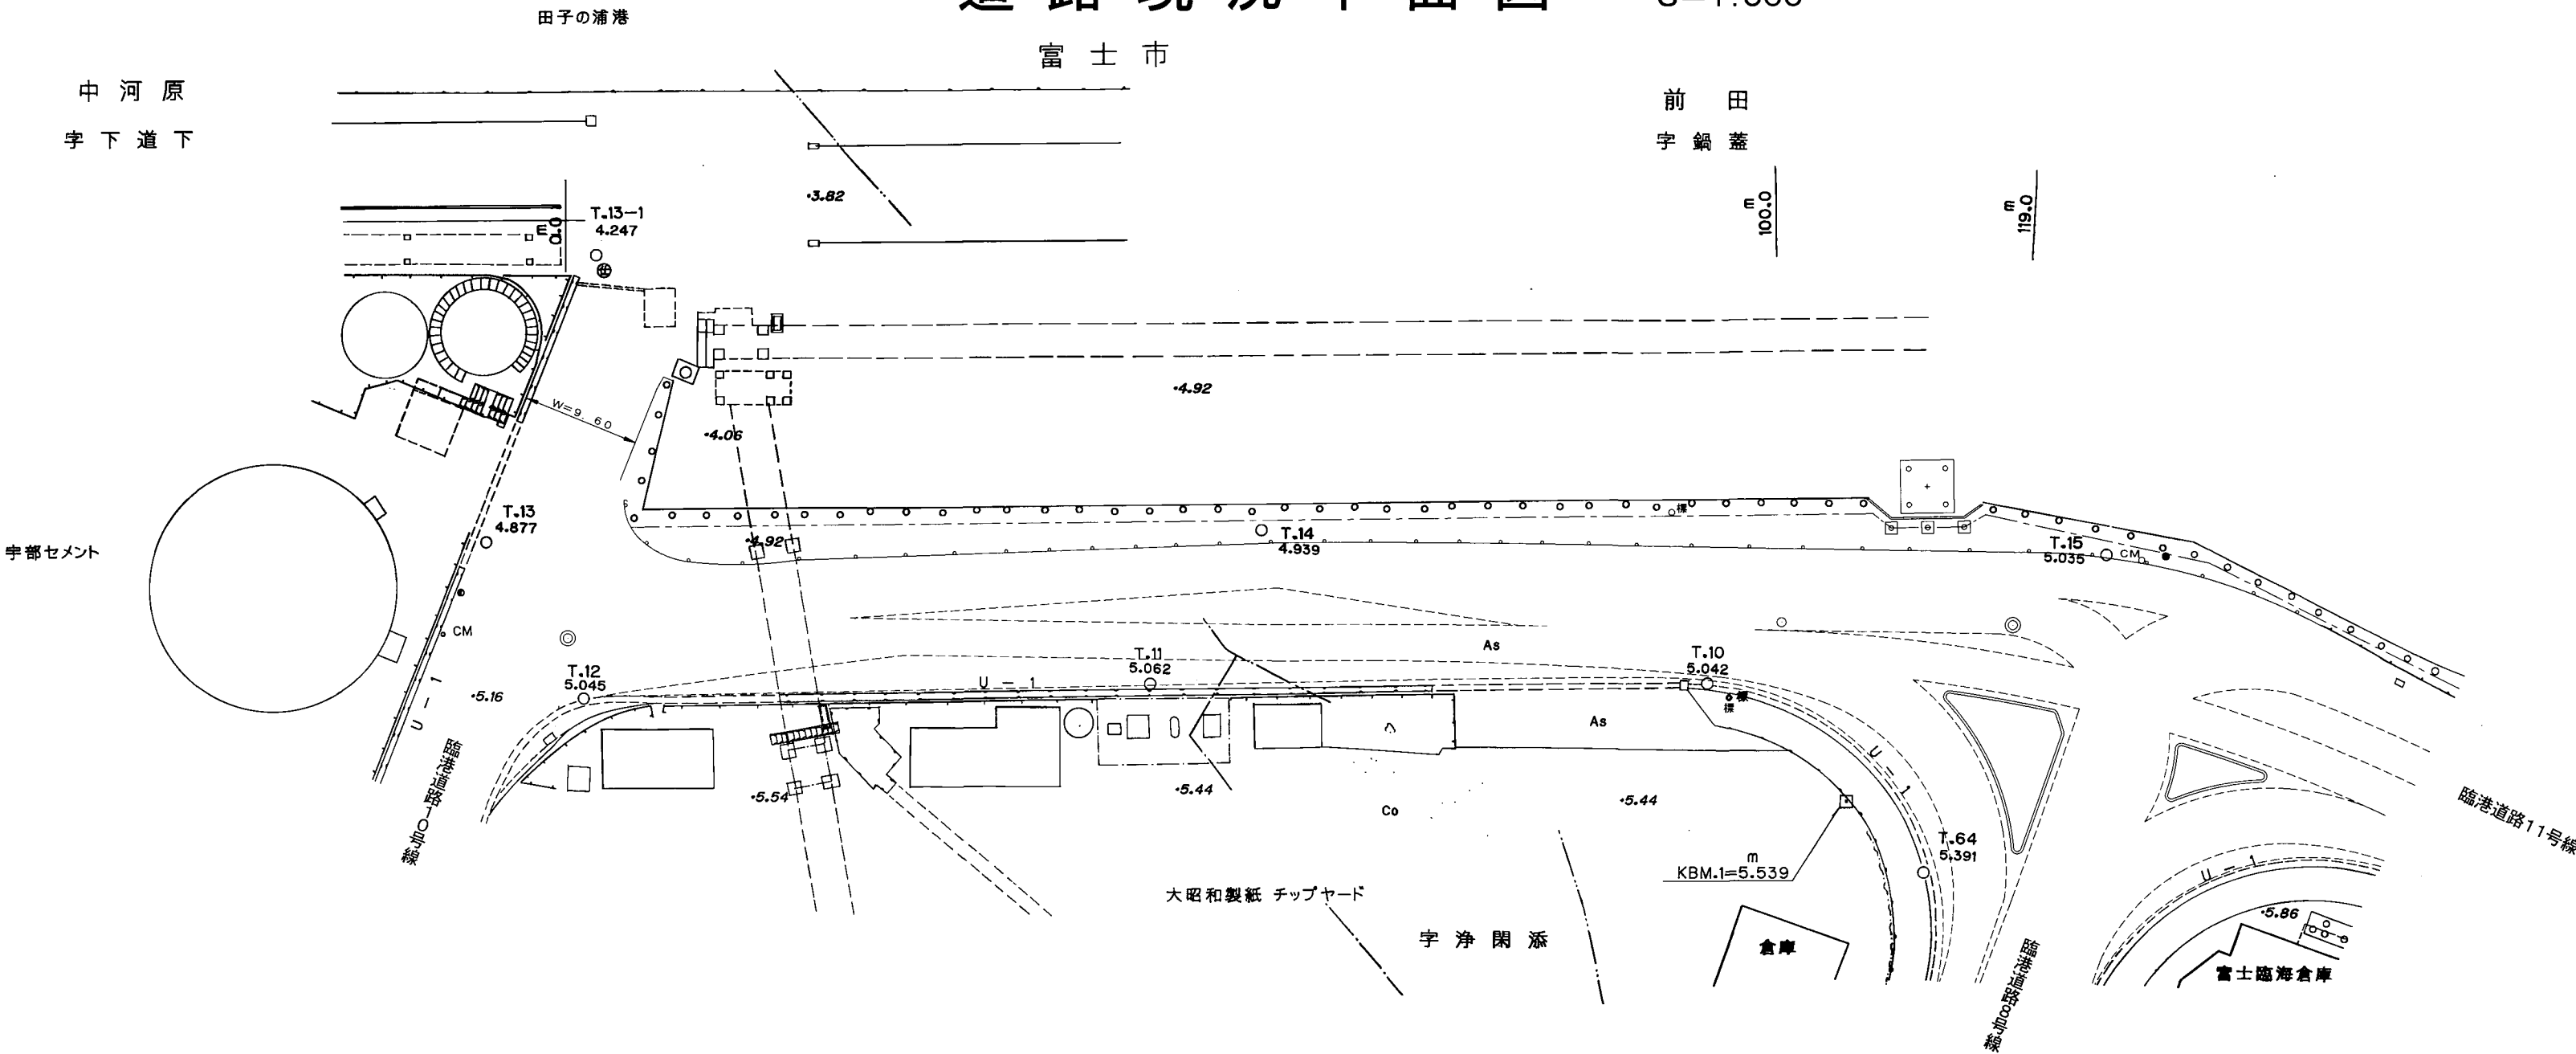 田子の浦港
富士市
中河原
字下道下
前田
字鍋蓋
100.0
m
119.0
m
0.0
m
T.13-1
4.247
·3.82
W=9.60
·4.92
·4.06
T.13
4.877
宇部セメント
·4.92
T.14
4.939
標
T.15
5.035
CM
CM
U-1
·5.16
T.12
5.045
U-1
T.11
5.062
As
T.10
5.042
標
標
As
U-1
臨港道路10号線
·5.54
·5.44
Co
·5.44
臨港道路11号線
T.64
5.391
m
KBM.1=5.539
U-1
大昭和製紙 チップヤード
字浄閑添
倉庫
·5.86
富士臨海倉庫
臨港道路8号線